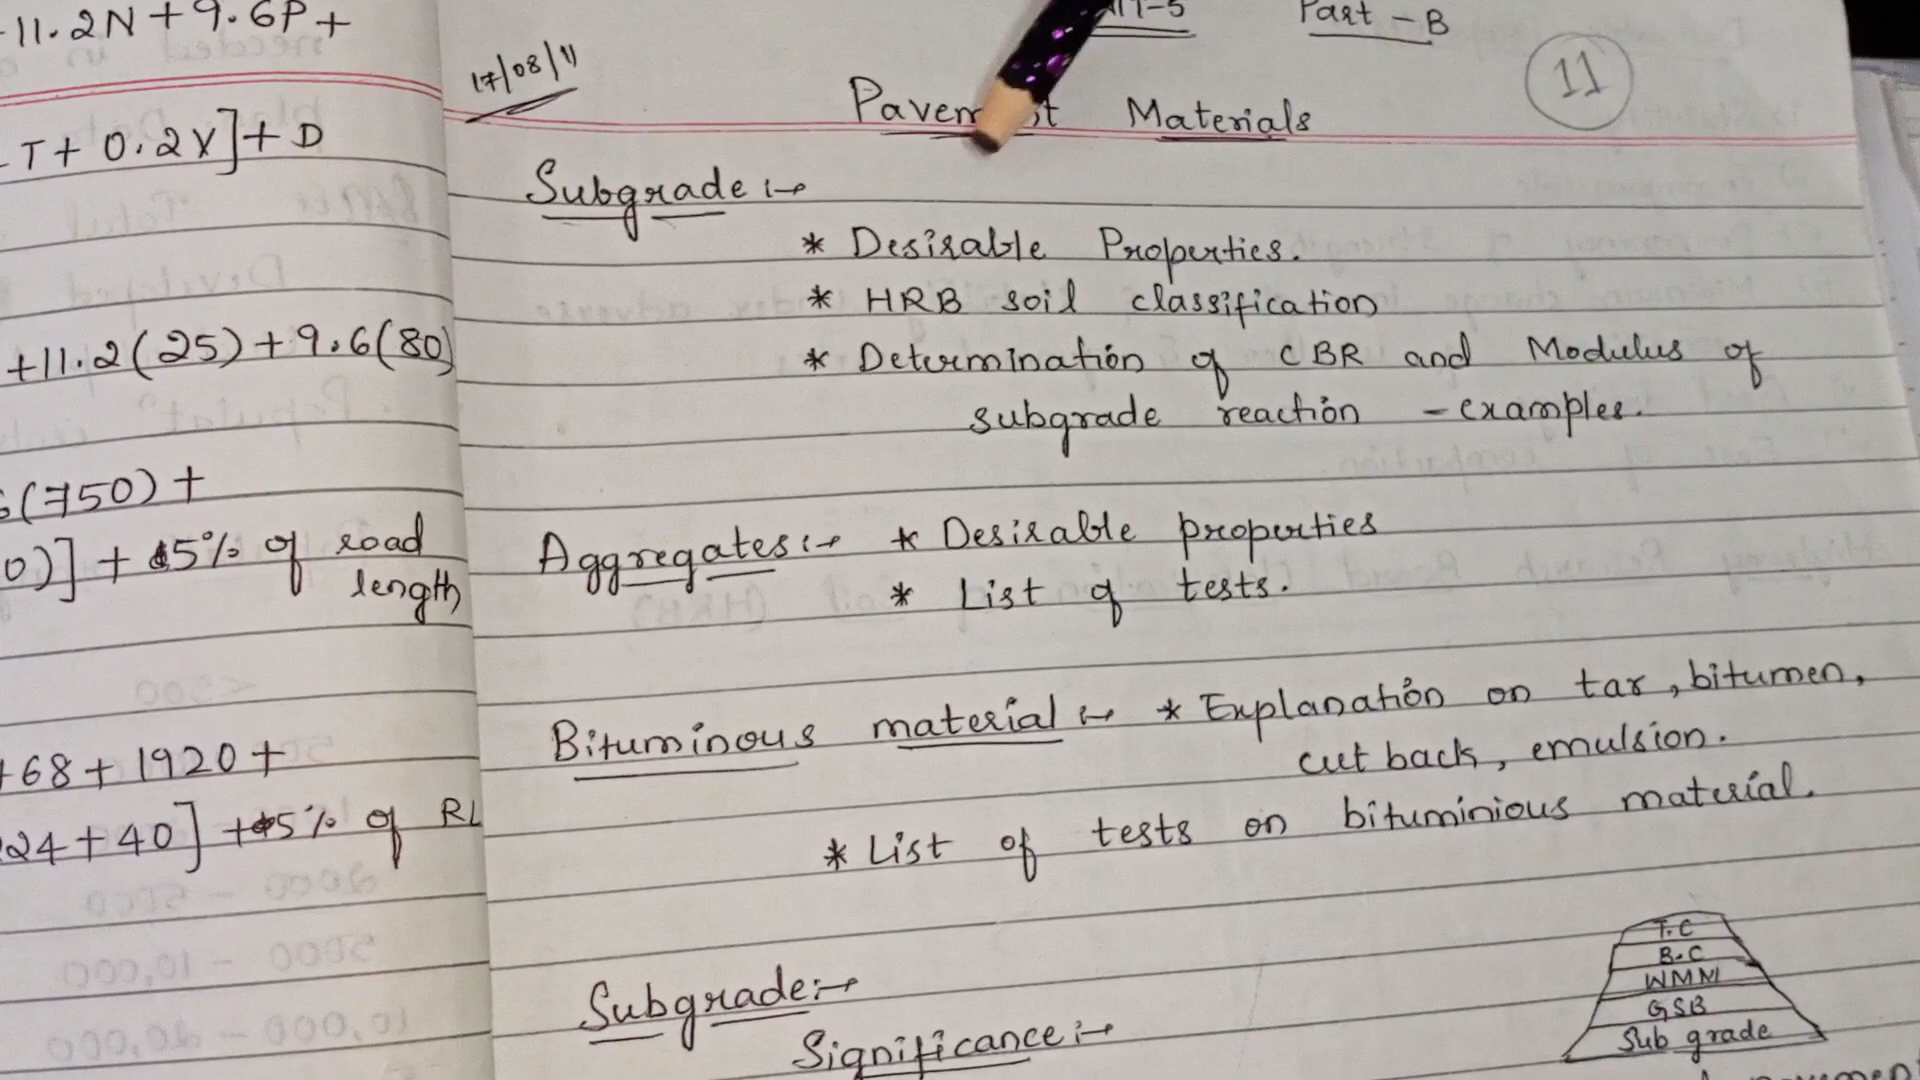 11.2N + 9.6P +
T + 0.2V] + D
+11.2(25) + 9.6(80)
(750) +
0)] + 5% of road
length
68 + 1920 +
24 + 40] + 5% of RL
Part - B
17/08/11
11
Materials
Subgrade :→
* Desirable Properties.
* HRB soil classification
* Determination of CBR and Modulus of
subgrade reaction - examples.
Aggregates :→ * Desirable properties
* List of tests.
Bituminous material :→ * Explanation on tar, bitumen,
cut back, emulsion.
* List of tests on bituminious material.
Subgrade :→
Significance :→
T.C
B.C
WMM
GSB
Sub grade